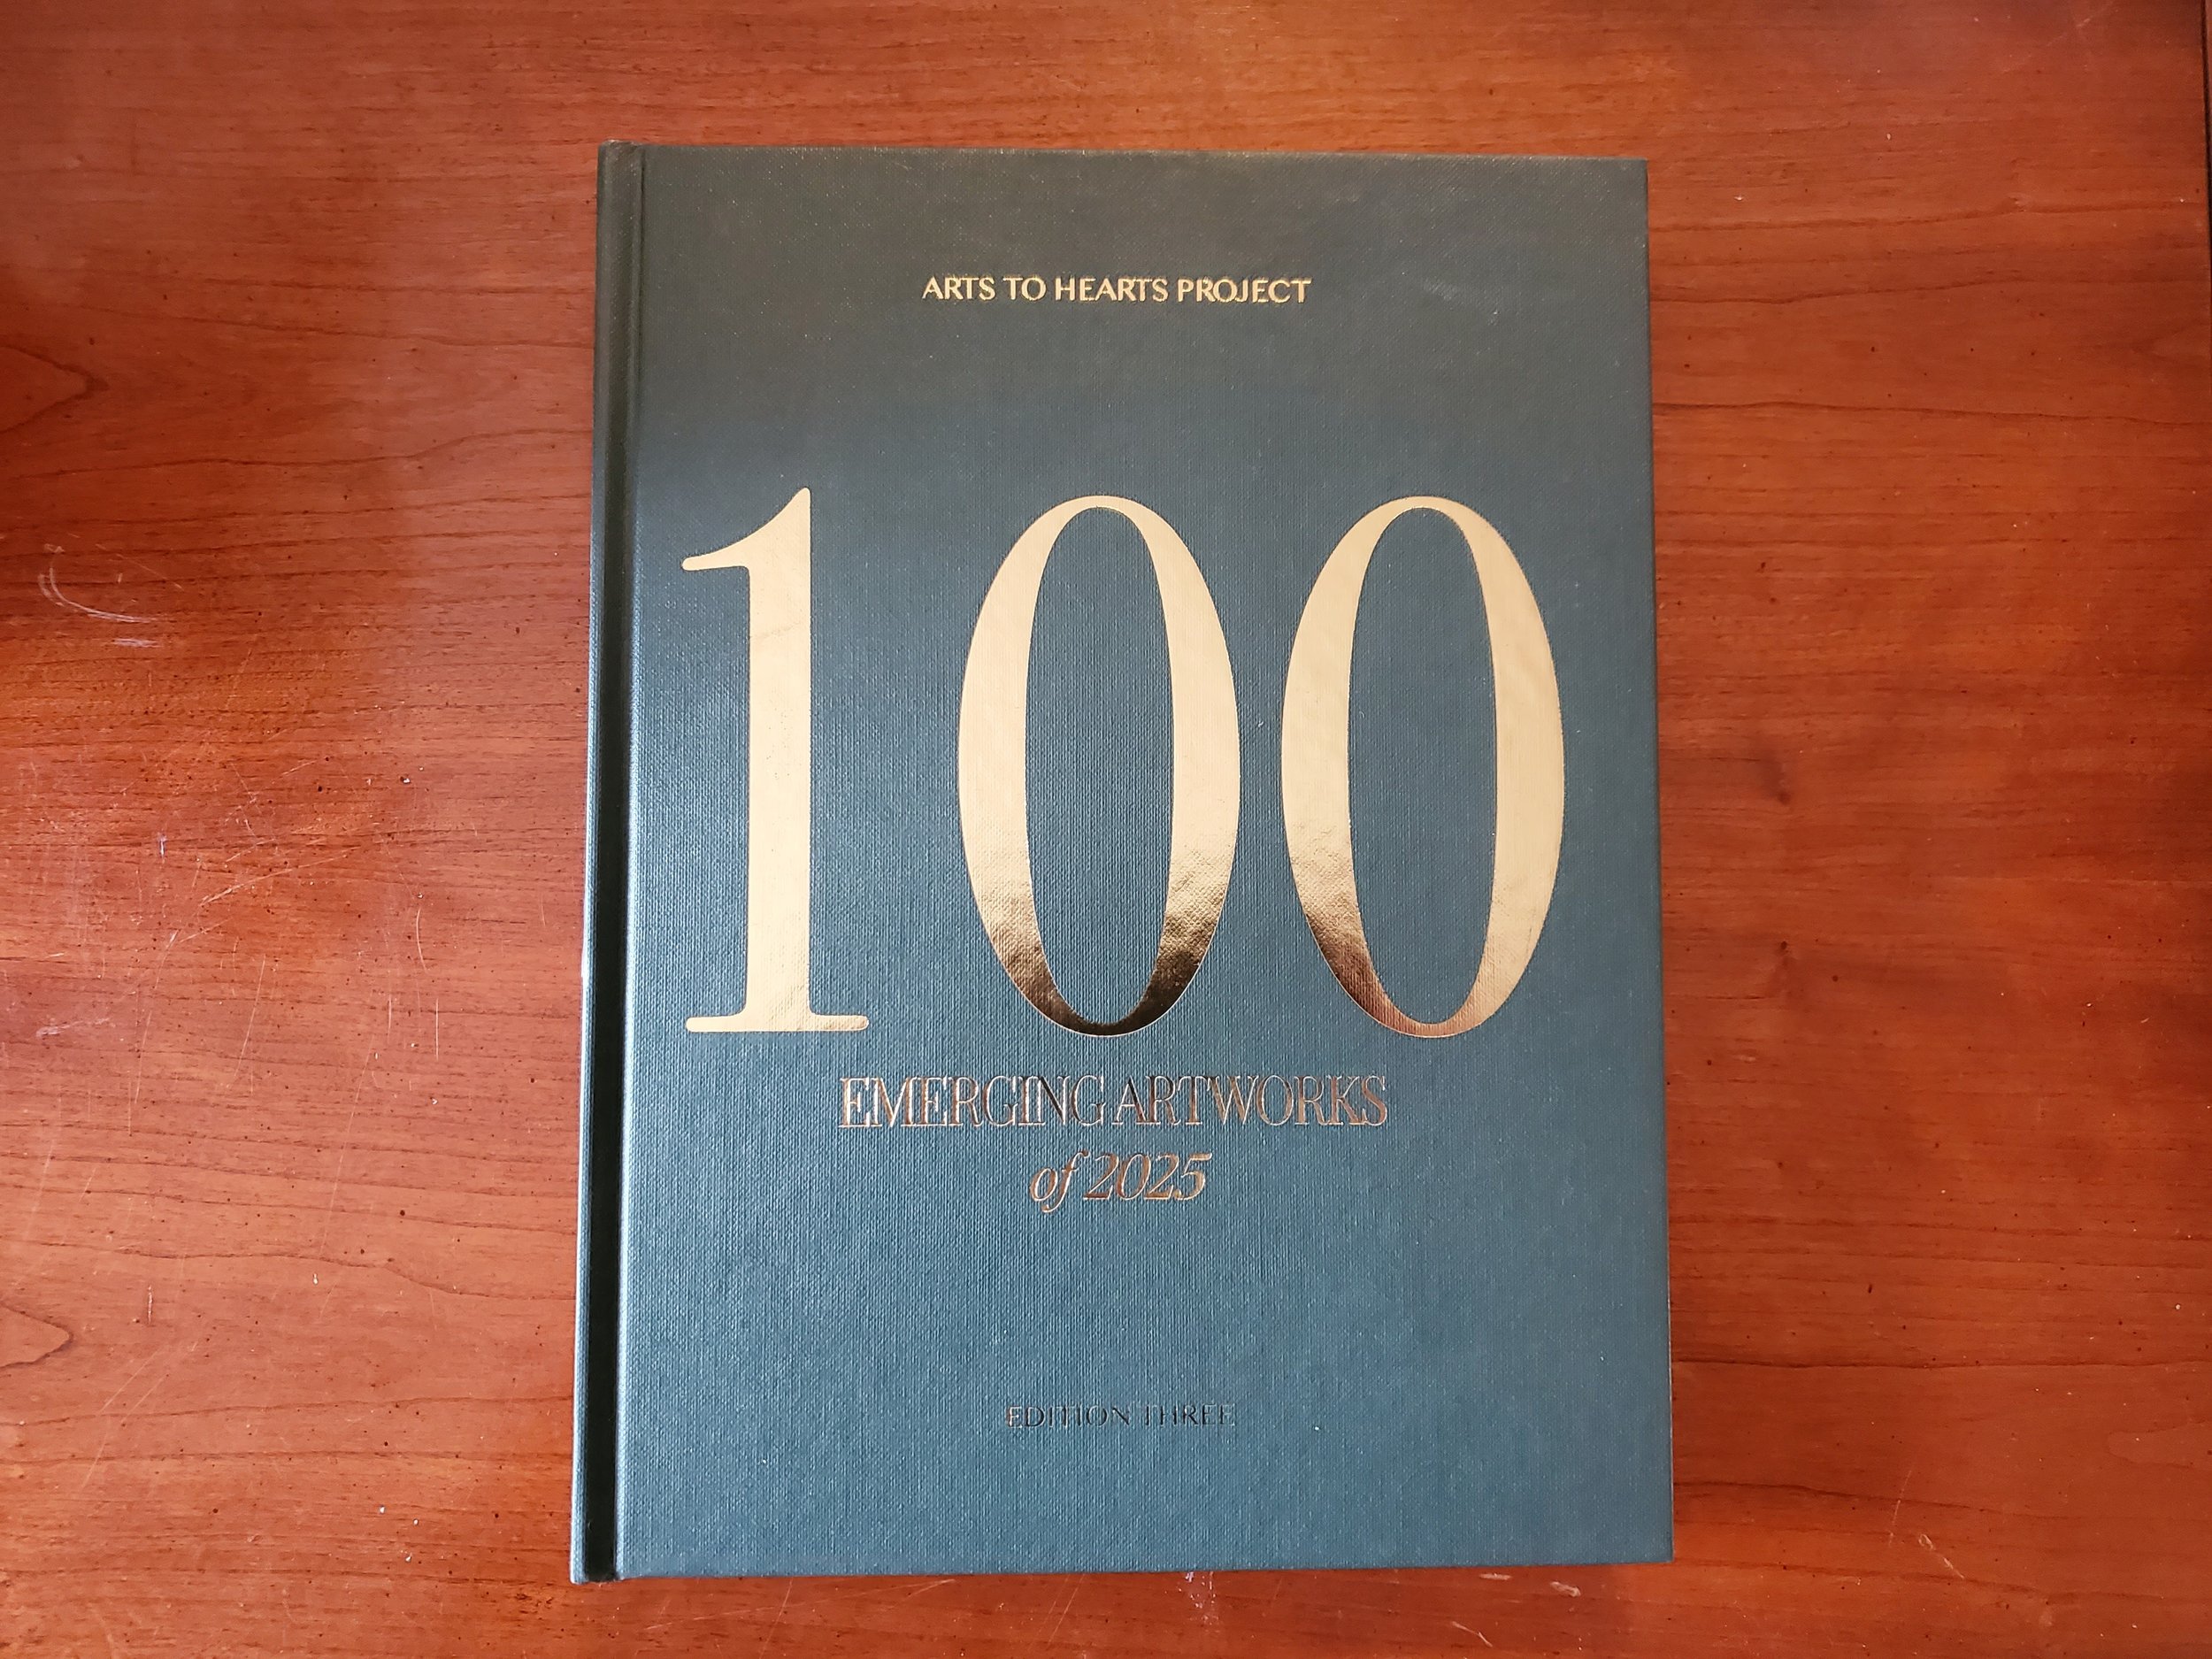 ARTS TO HEARTS PROJECT
100
EMERGING ARTWORKS
of 2025
EDITION THREE